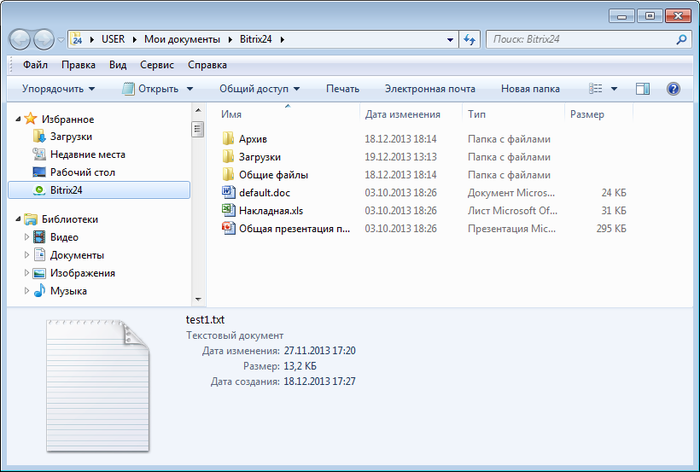 24 USER Мои документы Bitrix24 Поиск: Bitrix24
Файл Правка Вид Сервис Справка
Упорядочить Открыть Общий доступ Печать Электронная почта Новая папка
Избранное
Загрузки
Недавние места
Рабочий стол
Bitrix24
Библиотеки
Видео
Документы
Изображения
Музыка
Имя Дата изменения Тип Размер
Архив 18.12.2013 18:14 Папка с файлами
Загрузки 19.12.2013 13:13 Папка с файлами
Общие файлы 18.12.2013 18:14 Папка с файлами
default.doc 03.10.2013 18:26 Документ Micros... 24 КБ
Накладная.xls 03.10.2013 18:26 Лист Microsoft Of... 31 КБ
Общая презентация п... 03.10.2013 18:26 Презентация Mic... 295 КБ
test1.txt
Текстовый документ
Дата изменения: 27.11.2013 17:20
Размер: 13,2 КБ
Дата создания: 18.12.2013 17:27